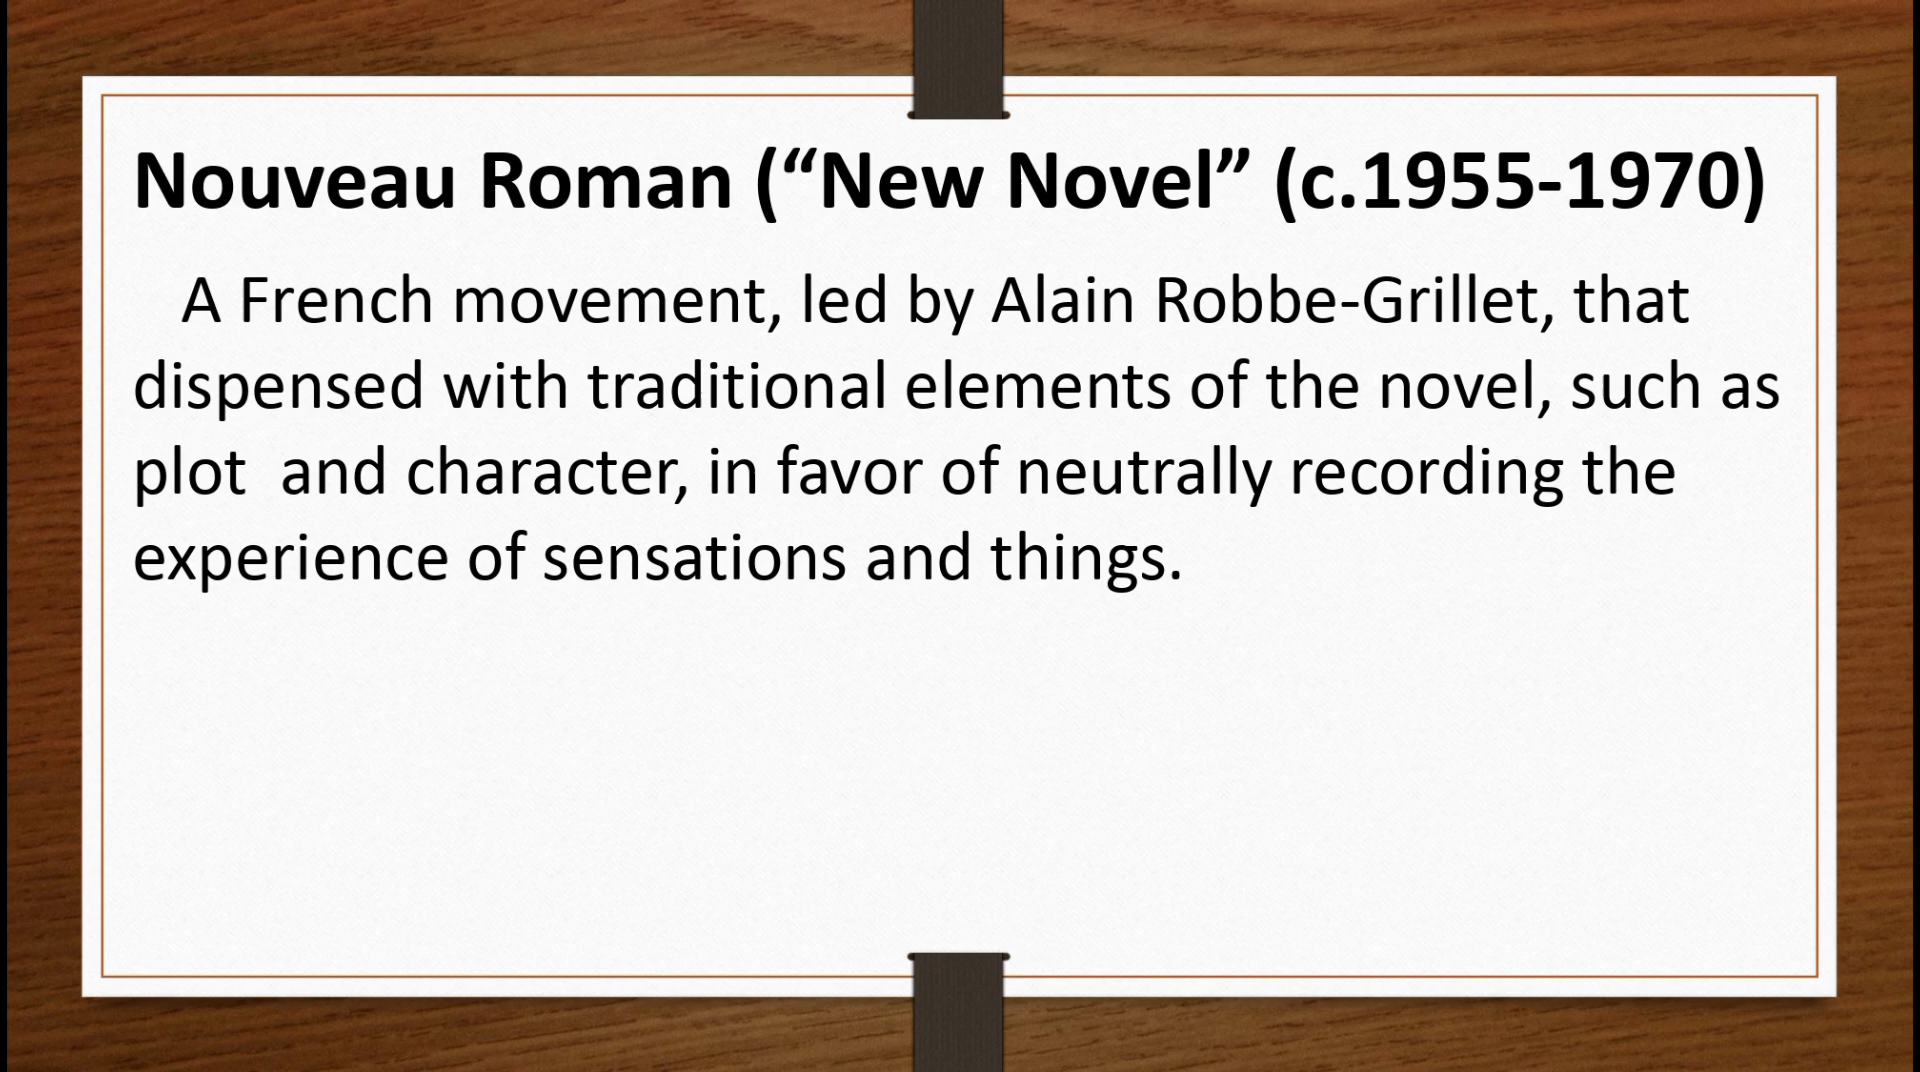 Nouveau Roman (“New Novel” (c.1955-1970)
A French movement, led by Alain Robbe-Grillet, that
dispensed with traditional elements of the novel, such as
plot  and character, in favor of neutrally recording the
experience of sensations and things.